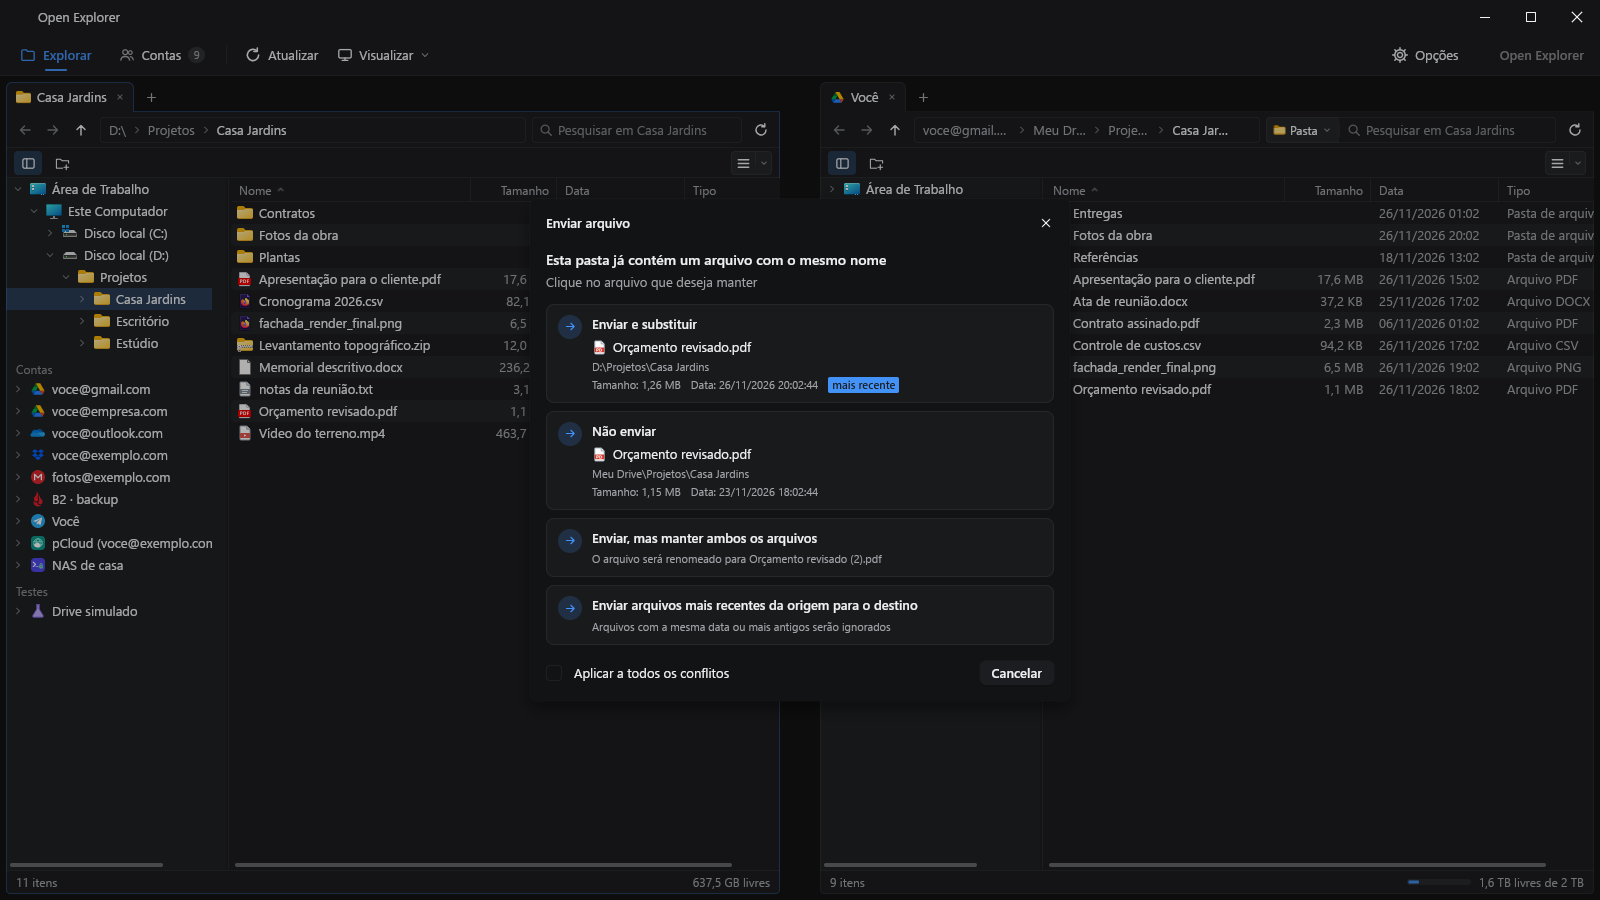 Open Explorer
Explorar
Contas 9
Atualizar
Visualizar
Opções
Open Explorer
Casa Jardins
D:\ Projetos Casa Jardins
Pesquisar em Casa Jardins
Nome Tamanho Data Tipo
Área de Trabalho
Este Computador
Disco local (C:)
Disco local (D:)
Projetos
Casa Jardins
Escritório
Estúdio
Contas
voce@gmail.com
voce@empresa.com
voce@outlook.com
voce@exemplo.com
fotos@exemplo.com
B2 · backup
Você
pCloud (voce@exemplo.con
NAS de casa
Testes
Drive simulado
Contratos
Fotos da obra
Plantas
Apresentação para o cliente.pdf 17,6
Cronograma 2026.csv 82,1
fachada_render_final.png 6,5
Levantamento topográfico.zip 12,0
Memorial descritivo.docx 236,2
notas da reunião.txt 3,1
Orçamento revisado.pdf 1,1
Vídeo do terreno.mp4 463,7
11 itens
637,5 GB livres
Enviar arquivo
Esta pasta já contém um arquivo com o mesmo nome
Clique no arquivo que deseja manter
Enviar e substituir
Orçamento revisado.pdf
D:\Projetos\Casa Jardins
Tamanho: 1,26 MB Data: 26/11/2026 20:02:44 mais recente
Não enviar
Orçamento revisado.pdf
Meu Drive\Projetos\Casa Jardins
Tamanho: 1,15 MB Data: 23/11/2026 18:02:44
Enviar, mas manter ambos os arquivos
O arquivo será renomeado para Orçamento revisado (2).pdf
Enviar arquivos mais recentes da origem para o destino
Arquivos com a mesma data ou mais antigos serão ignorados
Aplicar a todos os conflitos
Cancelar
Você
voce@gmail.... Meu Dr... Proje... Casa Jar...
Pasta
Pesquisar em Casa Jardins
Área de Trabalho
Nome Tamanho Data Tipo
Entregas 26/11/2026 01:02 Pasta de arquiv
Fotos da obra 26/11/2026 20:02 Pasta de arquiv
Referências 18/11/2026 13:02 Pasta de arquiv
Apresentação para o cliente.pdf 17,6 MB 26/11/2026 15:02 Arquivo PDF
Ata de reunião.docx 37,2 KB 25/11/2026 17:02 Arquivo DOCX
Contrato assinado.pdf 2,3 MB 06/11/2026 01:02 Arquivo PDF
Controle de custos.csv 94,2 KB 26/11/2026 17:02 Arquivo CSV
fachada_render_final.png 6,5 MB 26/11/2026 19:02 Arquivo PNG
Orçamento revisado.pdf 1,1 MB 26/11/2026 18:02 Arquivo PDF
9 itens
1,6 TB livres de 2 TB